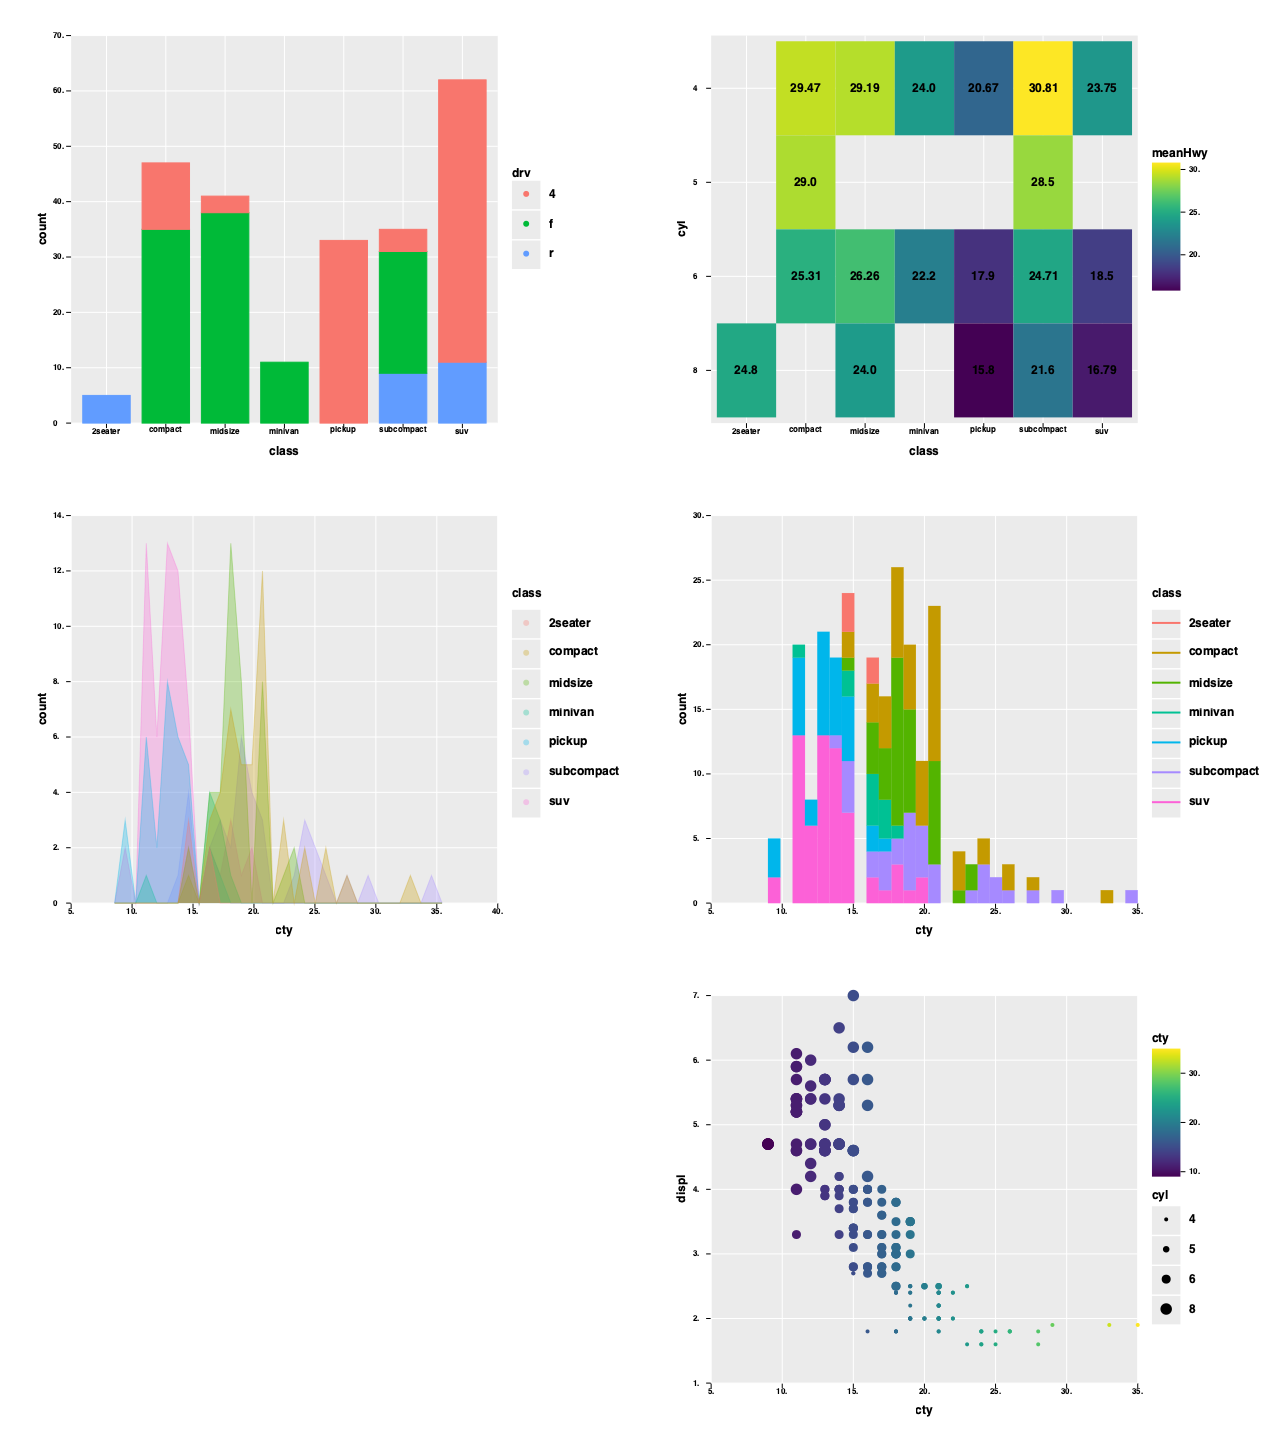 70.
60.
50.
40.
30.
20.
10.
0
count
2seater
compact
midsize
minivan
pickup
subcompact
suv
class
drv
4
f
r
4
5
6
8
cyl
29.47
29.19
24.0
20.67
30.81
23.75
29.0
28.5
25.31
26.26
22.2
17.9
24.71
18.5
24.8
24.0
15.8
21.6
16.79
2seater
compact
midsize
minivan
pickup
subcompact
suv
class
meanHwy
30.
25.
20.
14.
12.
10.
8.
6.
4.
2.
0
count
5.
10.
15.
20.
25.
30.
35.
40.
cty
class
2seater
compact
midsize
minivan
pickup
subcompact
suv
30.
25.
20.
15.
10.
5.
0
count
5.
10.
15.
20.
25.
30.
35.
cty
class
2seater
compact
midsize
minivan
pickup
subcompact
suv
7.
6.
5.
4.
3.
2.
1.
displ
5.
10.
15.
20.
25.
30.
35.
cty
cty
30.
20.
10.
cyl
4
5
6
8